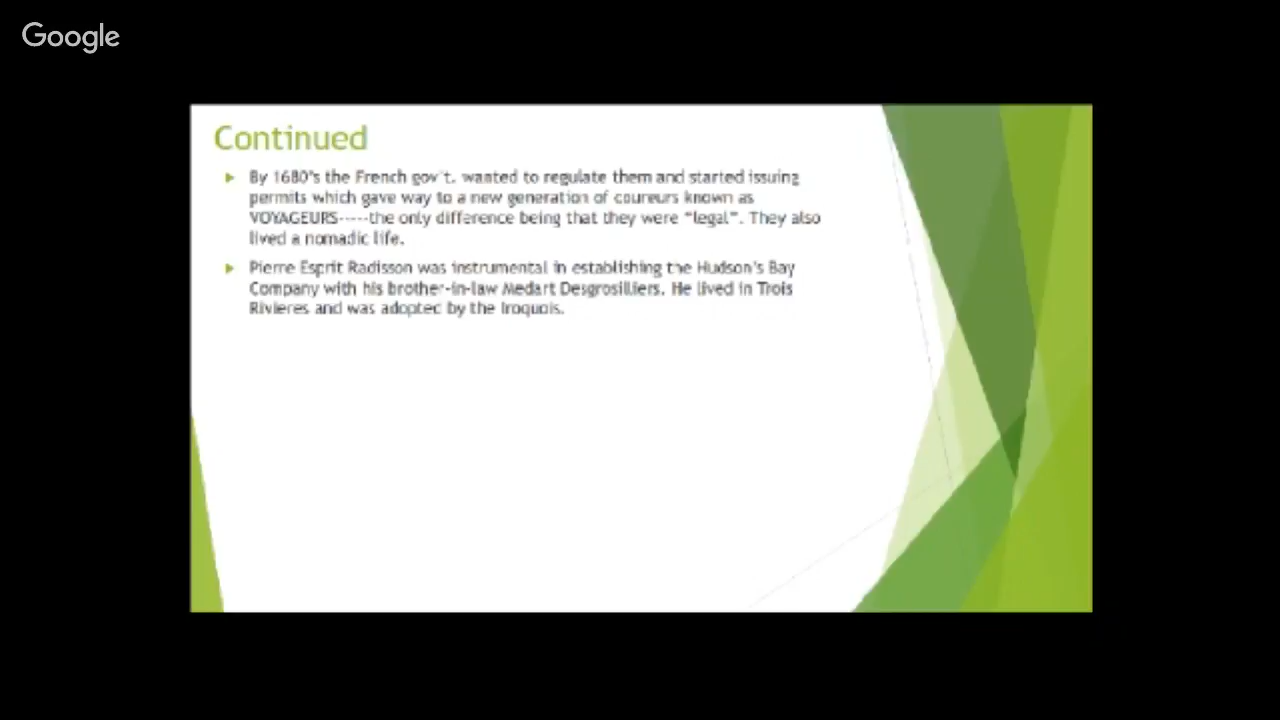 Google
Continued
By 1680's the French gov't. wanted to regulate them and started issuing
permits which gave way to a new generation of coureurs known as
VOYAGEURS-----the only difference being that they were "legal". They also
lived a nomadic life.
Pierre Esprit Radisson was instrumental in establishing the Hudson's Bay
Company with his brother-in-law Medart Desgrosilliers. He lived in Trois
Rivieres and was adopted by the Iroquois.